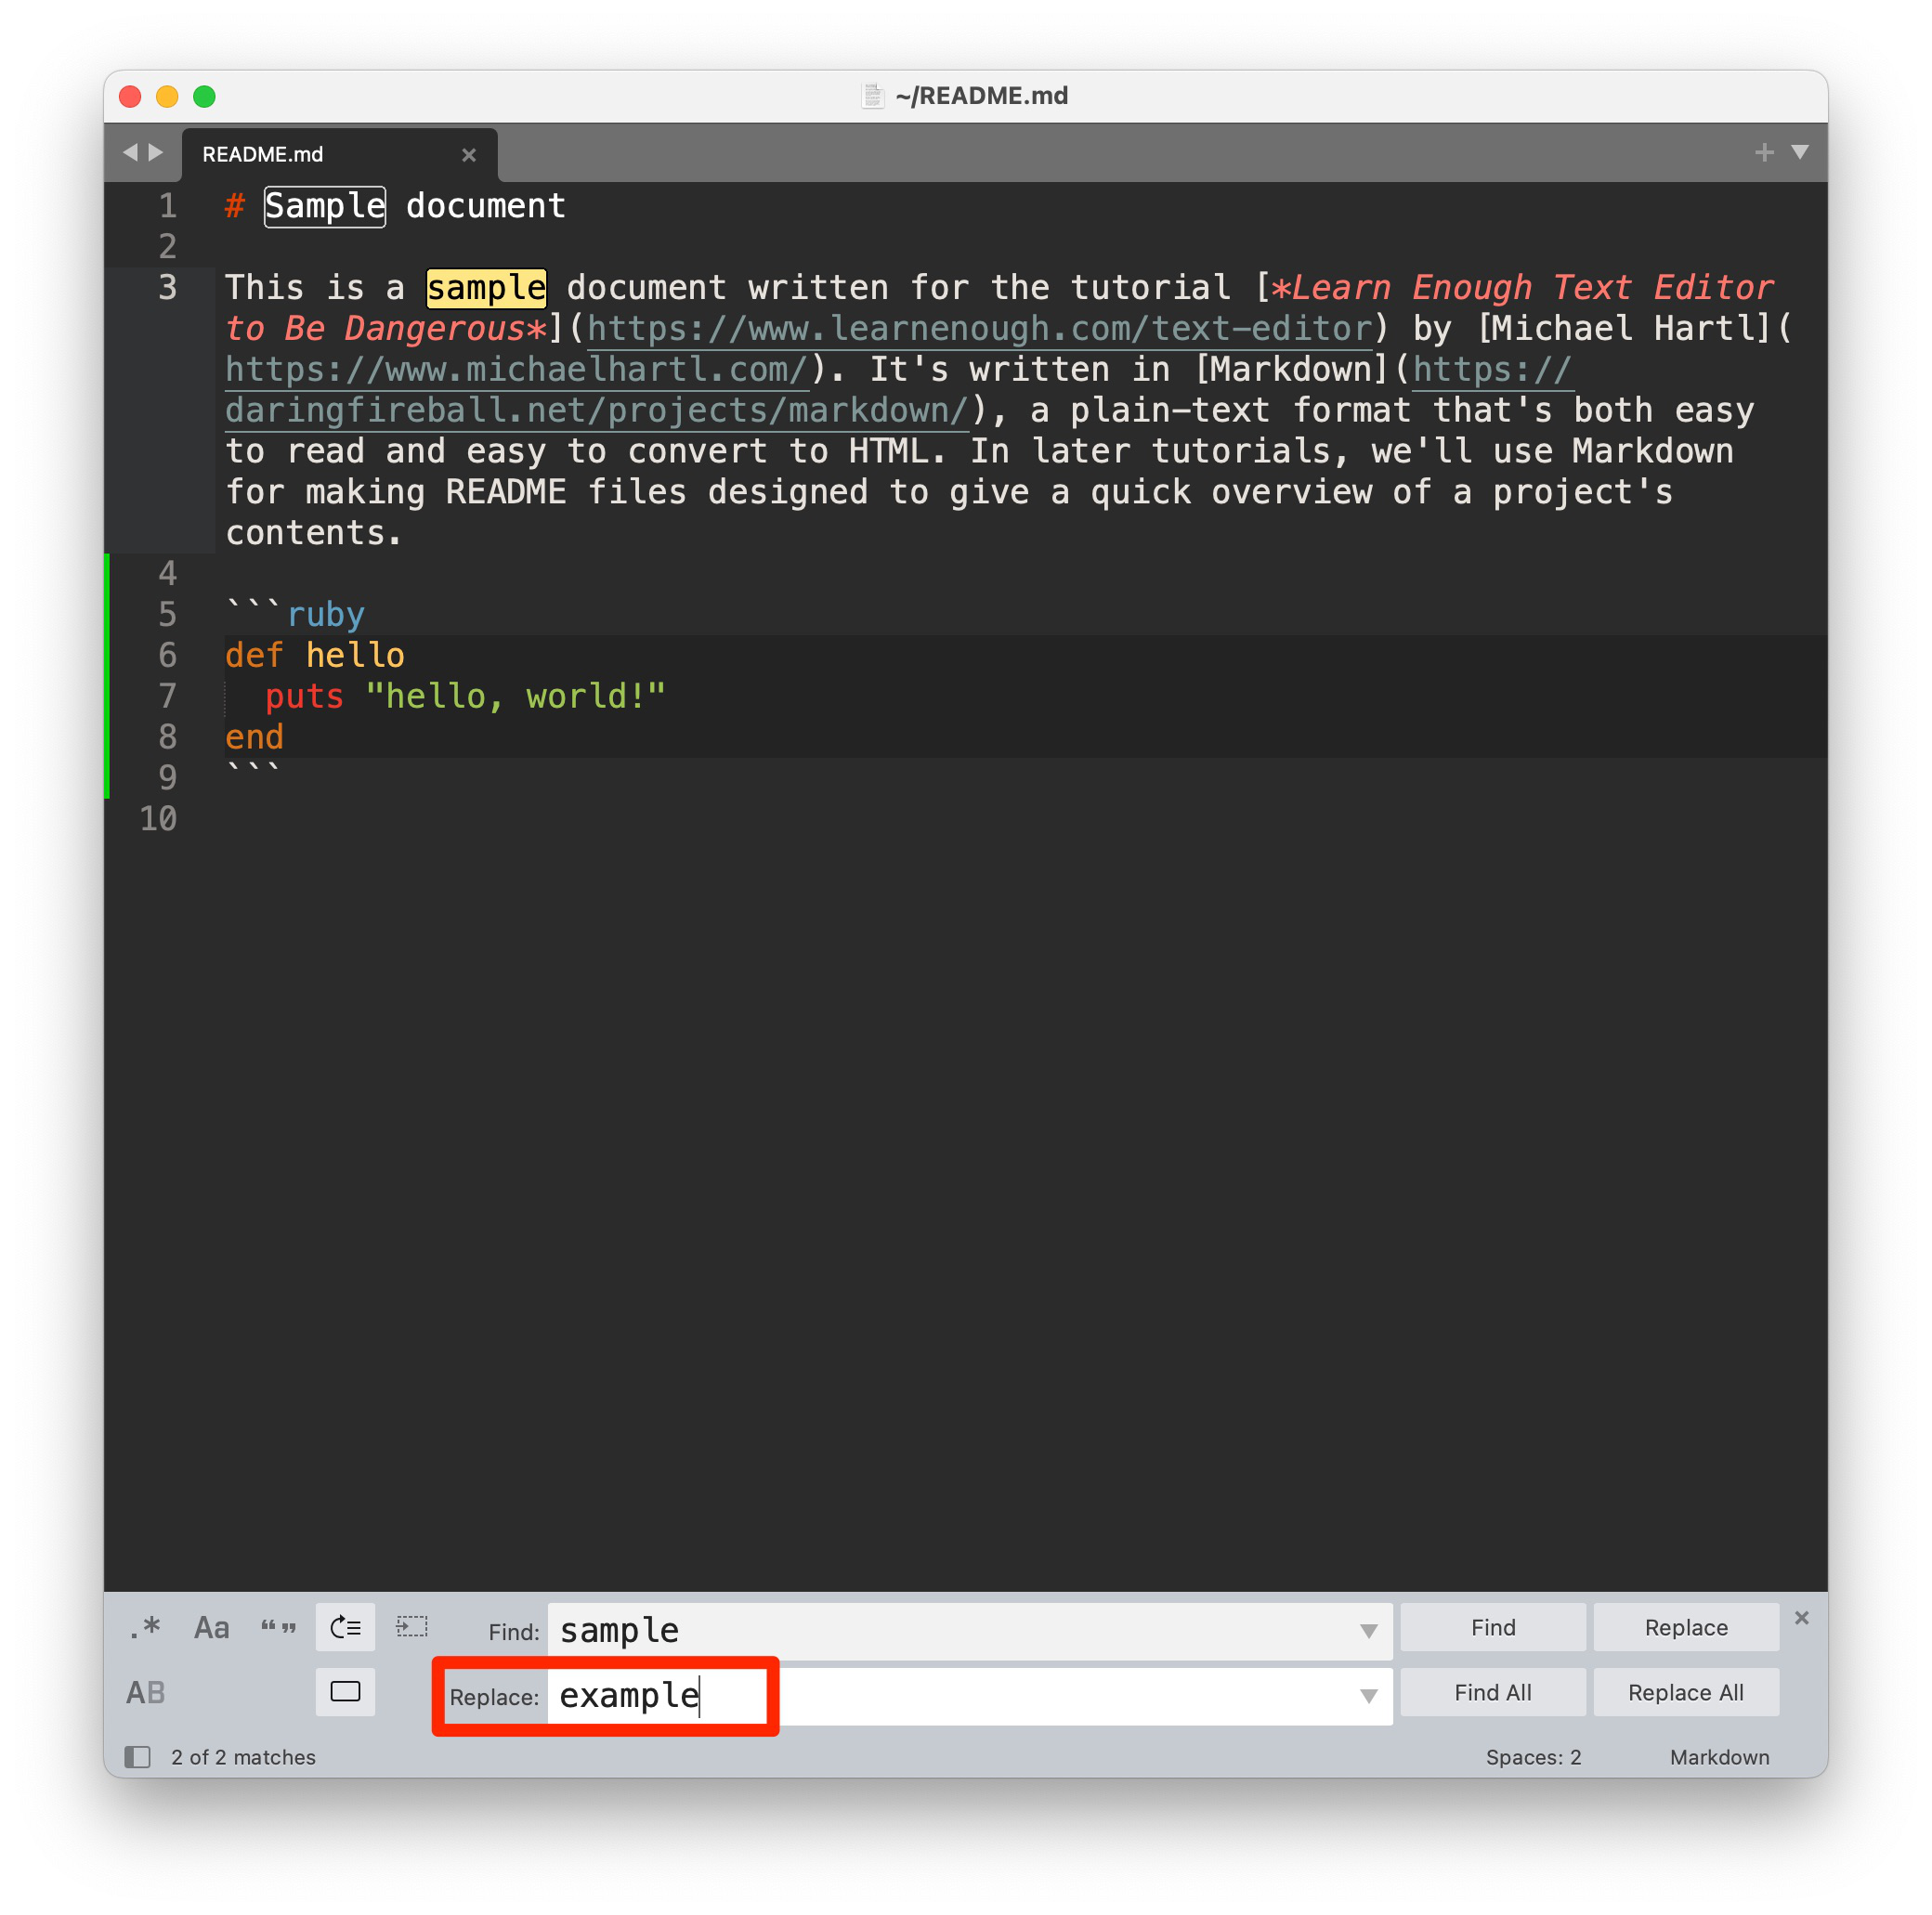 ~/README.md
README.md
1 # Sample document
2
3 This is a sample document written for the tutorial [*Learn Enough Text Editor
to Be Dangerous*](https://www.learnenough.com/text-editor) by [Michael Hartl](
https://www.michaelhartl.com/). It's written in [Markdown](https://
daringfireball.net/projects/markdown/), a plain-text format that's both easy
to read and easy to convert to HTML. In later tutorials, we'll use Markdown
for making README files designed to give a quick overview of a project's
contents.
4
5 ```ruby
6 def hello
7   puts "hello, world!"
8 end
9 ```
10
.* Aa “” Find: sample Find Replace
AB Replace: example Find All Replace All
2 of 2 matches Spaces: 2 Markdown